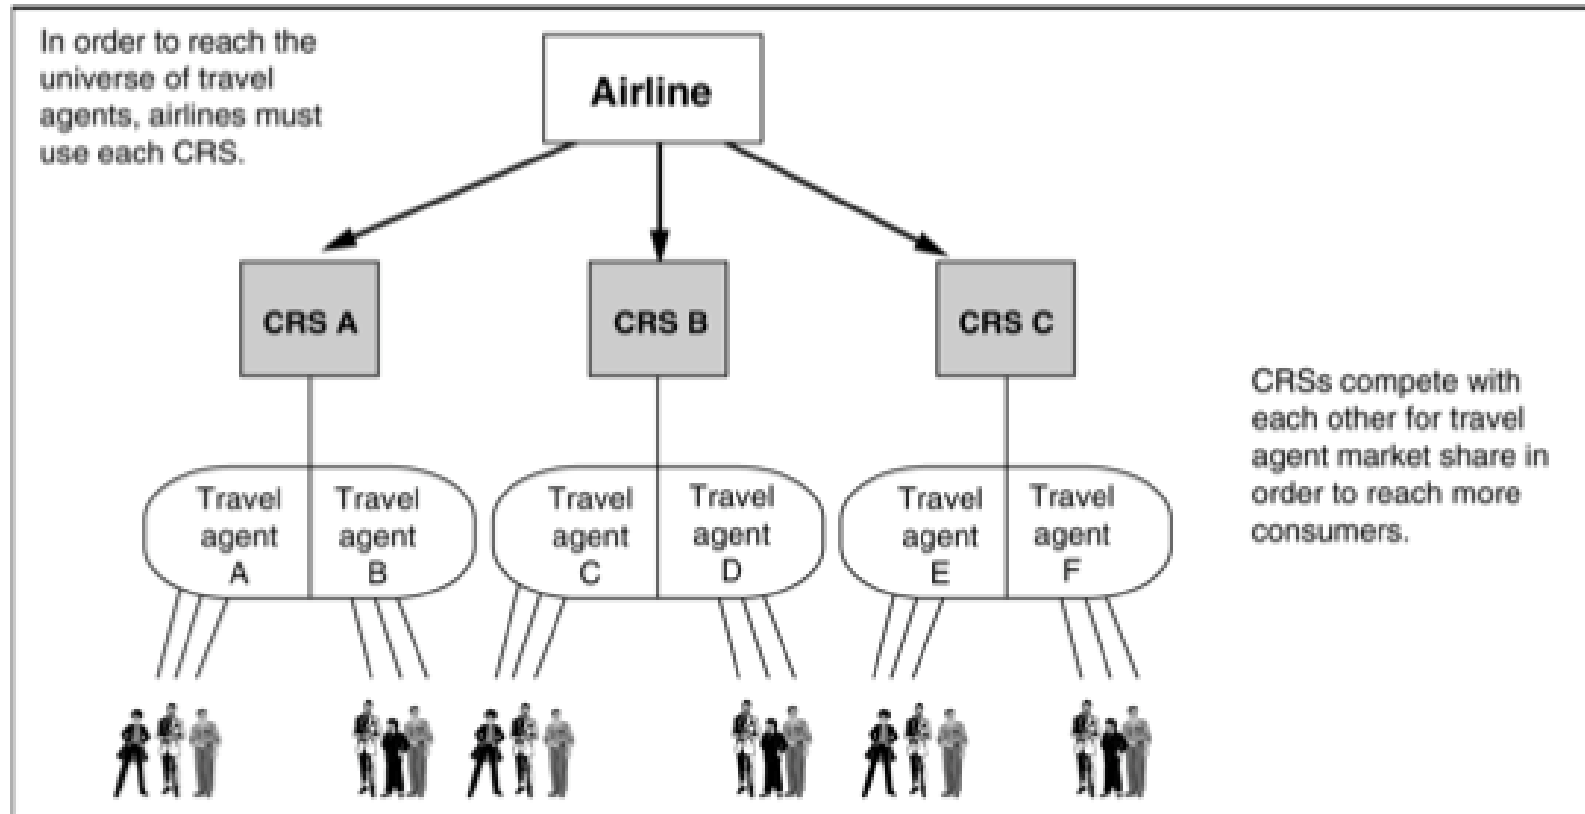 In order to reach the
universe of travel
agents, airlines must
use each CRS.
Airline
CRS A
CRS B
CRS C
CRSs compete with
each other for travel
agent market share in
order to reach more
consumers.
Travel
agent
A
Travel
agent
B
Travel
agent
C
Travel
agent
D
Travel
agent
E
Travel
agent
F